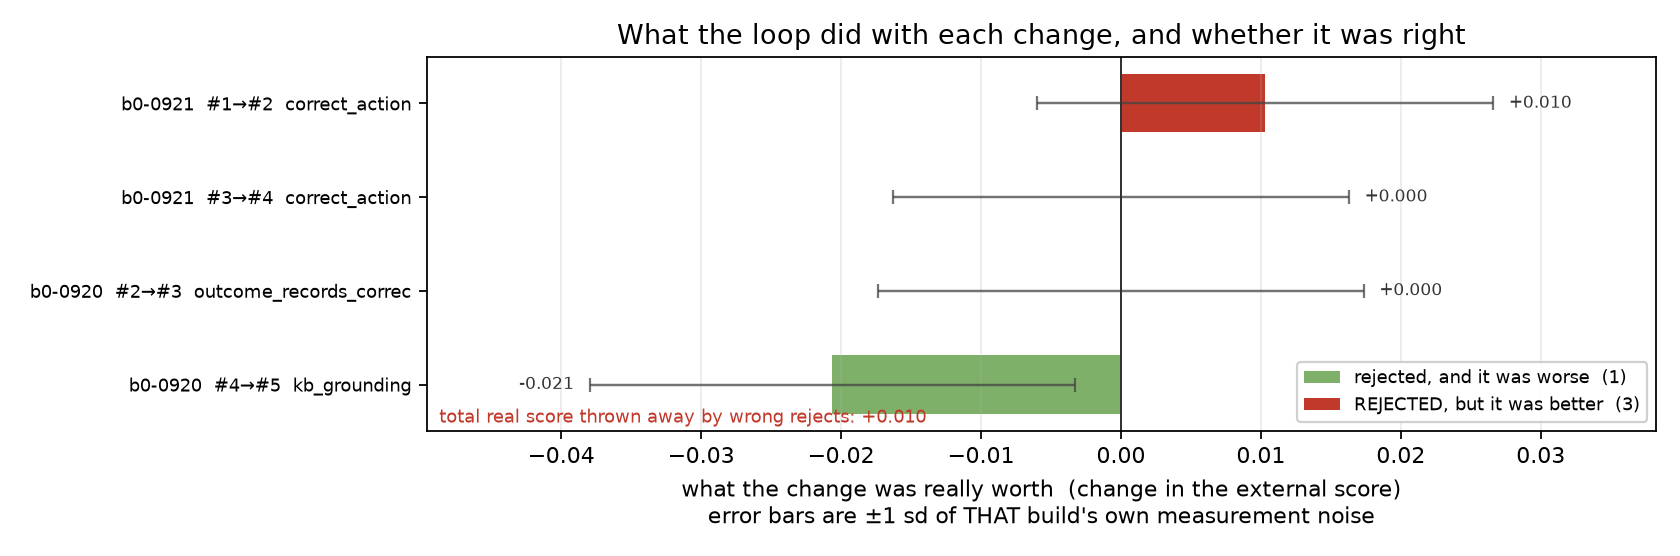 What the loop did with each change, and whether it was right
b0-0921 #1→#2 correct_action
+0.010
b0-0921 #3→#4 correct_action
+0.000
b0-0920 #2→#3 outcome_records_correc
+0.000
b0-0920 #4→#5 kb_grounding
-0.021
rejected, and it was worse (1)
REJECTED, but it was better (3)
total real score thrown away by wrong rejects: +0.010
−0.04 −0.03 −0.02 −0.01 0.00 0.01 0.02 0.03
what the change was really worth (change in the external score)
error bars are ±1 sd of THAT build's own measurement noise